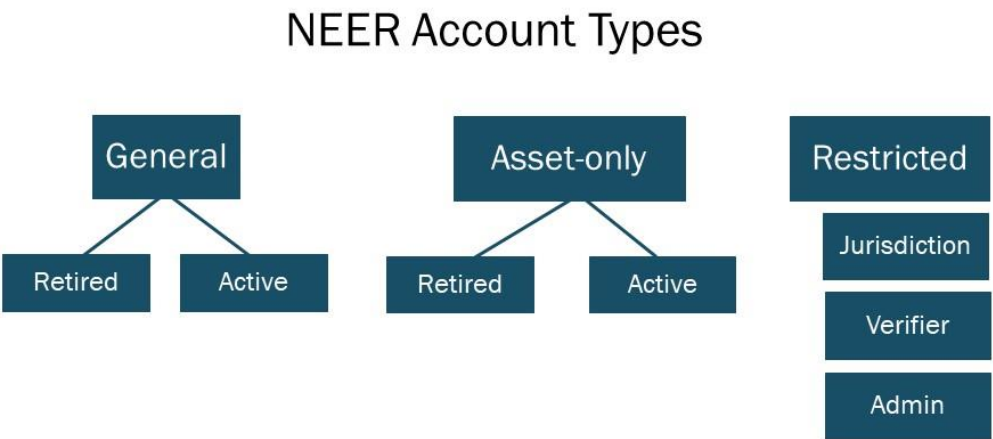 NEER Account Types
General
Retired
Active
Asset-only
Retired
Active
Restricted
Jurisdiction
Verifier
Admin